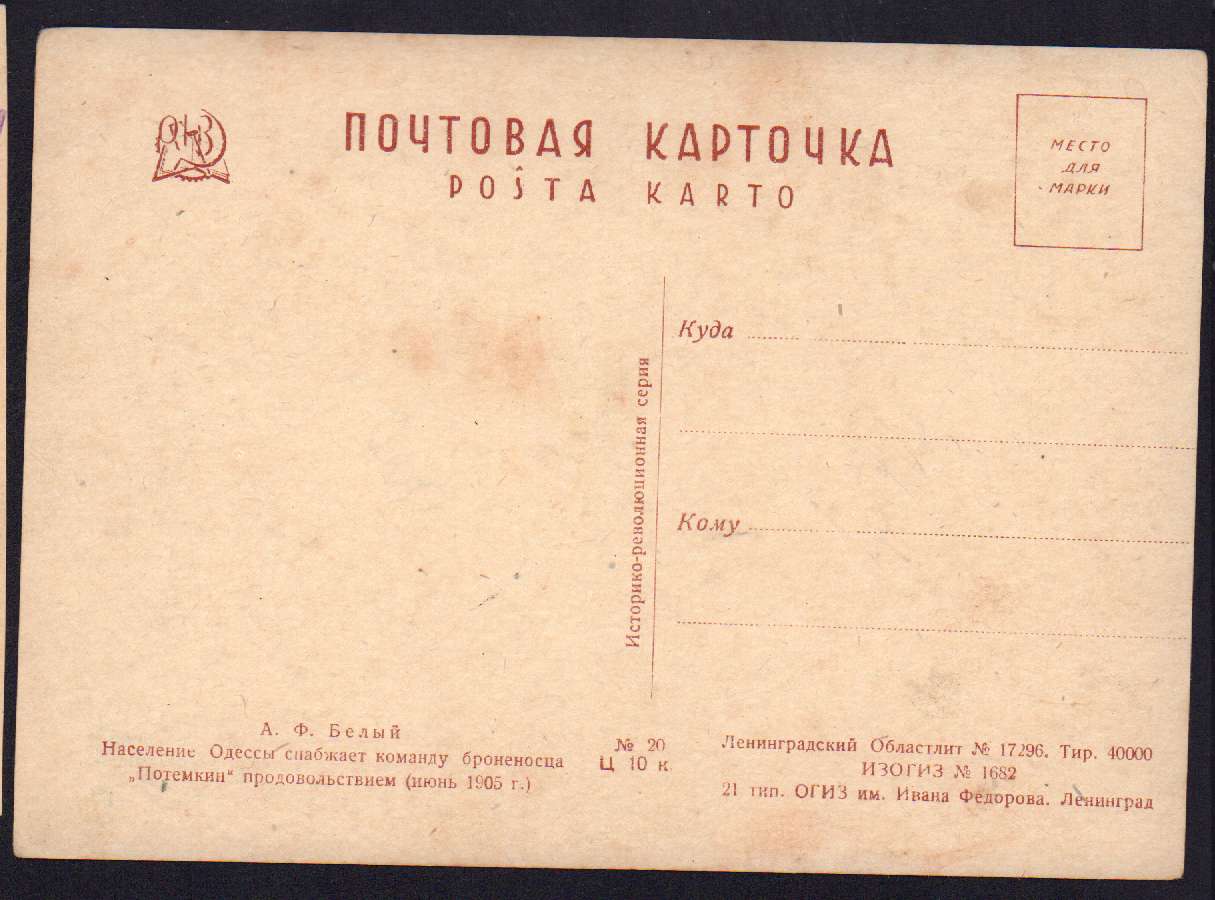 ПОЧТОВАЯ КАРТОЧКА
POŜTA KARTO
МЕСТО
ДЛЯ
МАРКИ
Куда
Кому
Историко-революционная серия
А. Ф. Белый
Население Одессы снабжает команду броненосца
„Потемкин“ продовольствием (июнь 1905 г.)
№ 20
Ц 10 к
Ленинградский Областлит № 17296. Тир. 40000
ИЗОГИЗ № 1682
21 тип. ОГИЗ им. Ивана Федорова. Ленинград